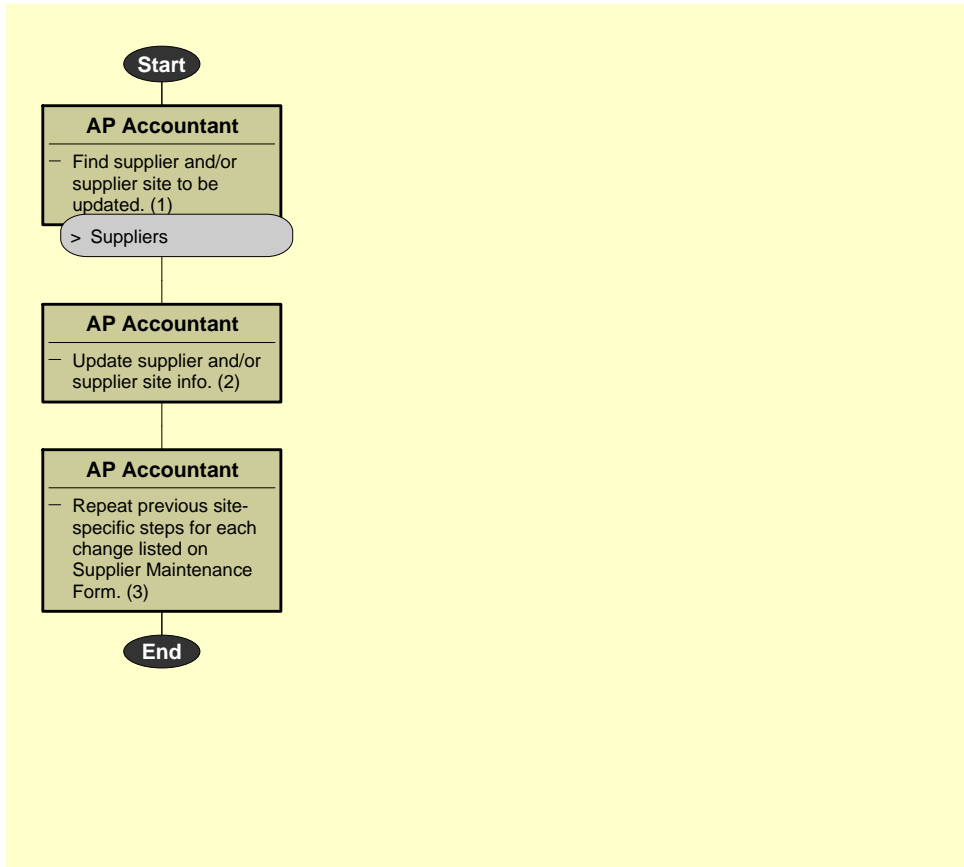 Start
AP Accountant
— Find supplier and/or
supplier site to be
updated. (1)
> Suppliers
AP Accountant
— Update supplier and/or
supplier site info. (2)
AP Accountant
— Repeat previous site-
specific steps for each
change listed on
Supplier Maintenance
Form. (3)
End